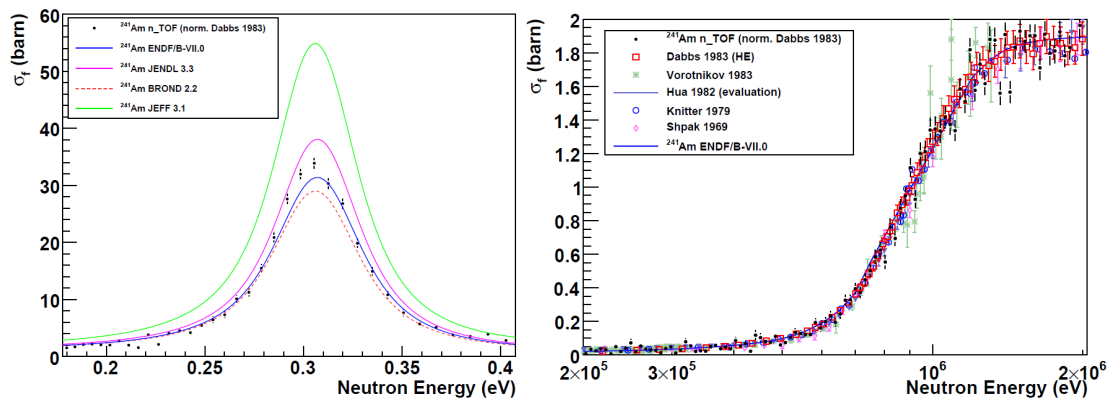 σf (barn)
60
50
40
30
20
10
0
²⁴¹Am n_TOF (norm. Dabbs 1983)
²⁴¹Am ENDF/B-VII.0
²⁴¹Am JENDL 3.3
²⁴¹Am BROND 2.2
²⁴¹Am JEFF 3.1
0.2 0.25 0.3 0.35 0.4
Neutron Energy (eV)
σf (barn)
2
1.8
1.6
1.4
1.2
1
0.8
0.6
0.4
0.2
0
²⁴¹Am n_TOF (norm. Dabbs 1983)
Dabbs 1983 (HE)
Vorotnikov 1983
Hua 1982 (evaluation)
Knitter 1979
Shpak 1969
²⁴¹Am ENDF/B-VII.0
2×10⁵ 3×10⁵ 10⁶ 2×10⁶
Neutron Energy (eV)